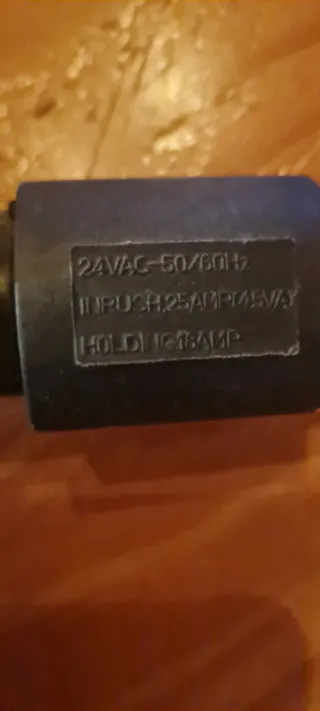 24VAC-50/60Hz
INRUSH.25AMP(4.5VA)
HOLDING.18AMP